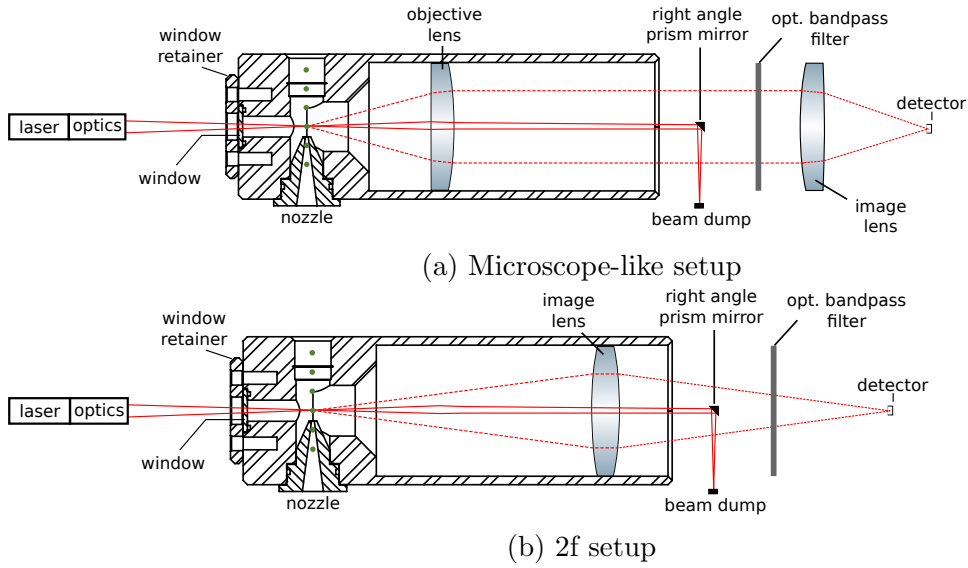 objective
lens
right angle
prism mirror
opt. bandpass
filter
window
retainer
detector
laser
optics
window
nozzle
beam dump
image
lens
(a) Microscope-like setup
image
lens
right angle
prism mirror
opt. bandpass
filter
window
retainer
detector
laser
optics
window
nozzle
beam dump
(b) 2f setup